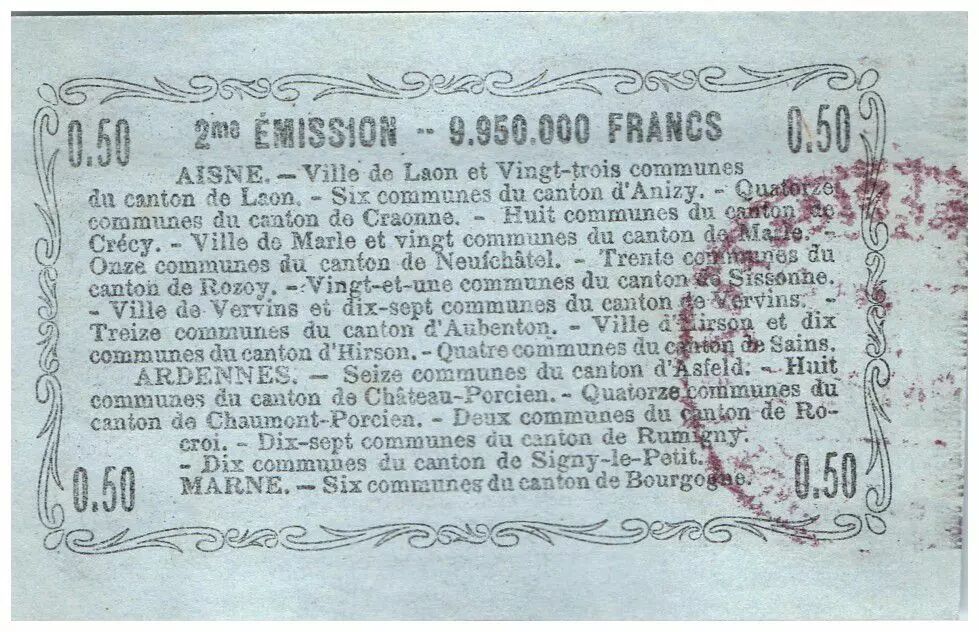 0.50 2me ÉMISSION -- 9.950.000 FRANCS 0.50
AISNE. — Ville de Laon et Vingt-trois communes
du canton de Laon. - Six communes du canton d'Anizy. - Quatorze
communes du canton de Craonne. - Huit communes du canton de
Crécy. - Ville de Marle et vingt communes du canton de Marle. -
Onze communes du canton de Neufchâtel. - Trente communes du
canton de Rozoy. - Vingt-et-une communes du canton de Sissonne.
- Ville de Vervins et dix-sept communes du canton de Vervins. -
Treize communes du canton d'Aubenton. - Ville d'Hirson et dix
communes du canton d'Hirson. - Quatre communes du canton de Sains.
ARDENNES. — Seize communes du canton d'Asfeld. - Huit
communes du canton de Château-Porcien. - Quatorze communes du
canton de Chaumont-Porcien. - Deux communes du canton de Ro-
croi. - Dix-sept communes du canton de Rumigny.
- Dix communes du canton de Signy-le-Petit.
MARNE. — Six communes du canton de Bourgogne.
0.50 0.50